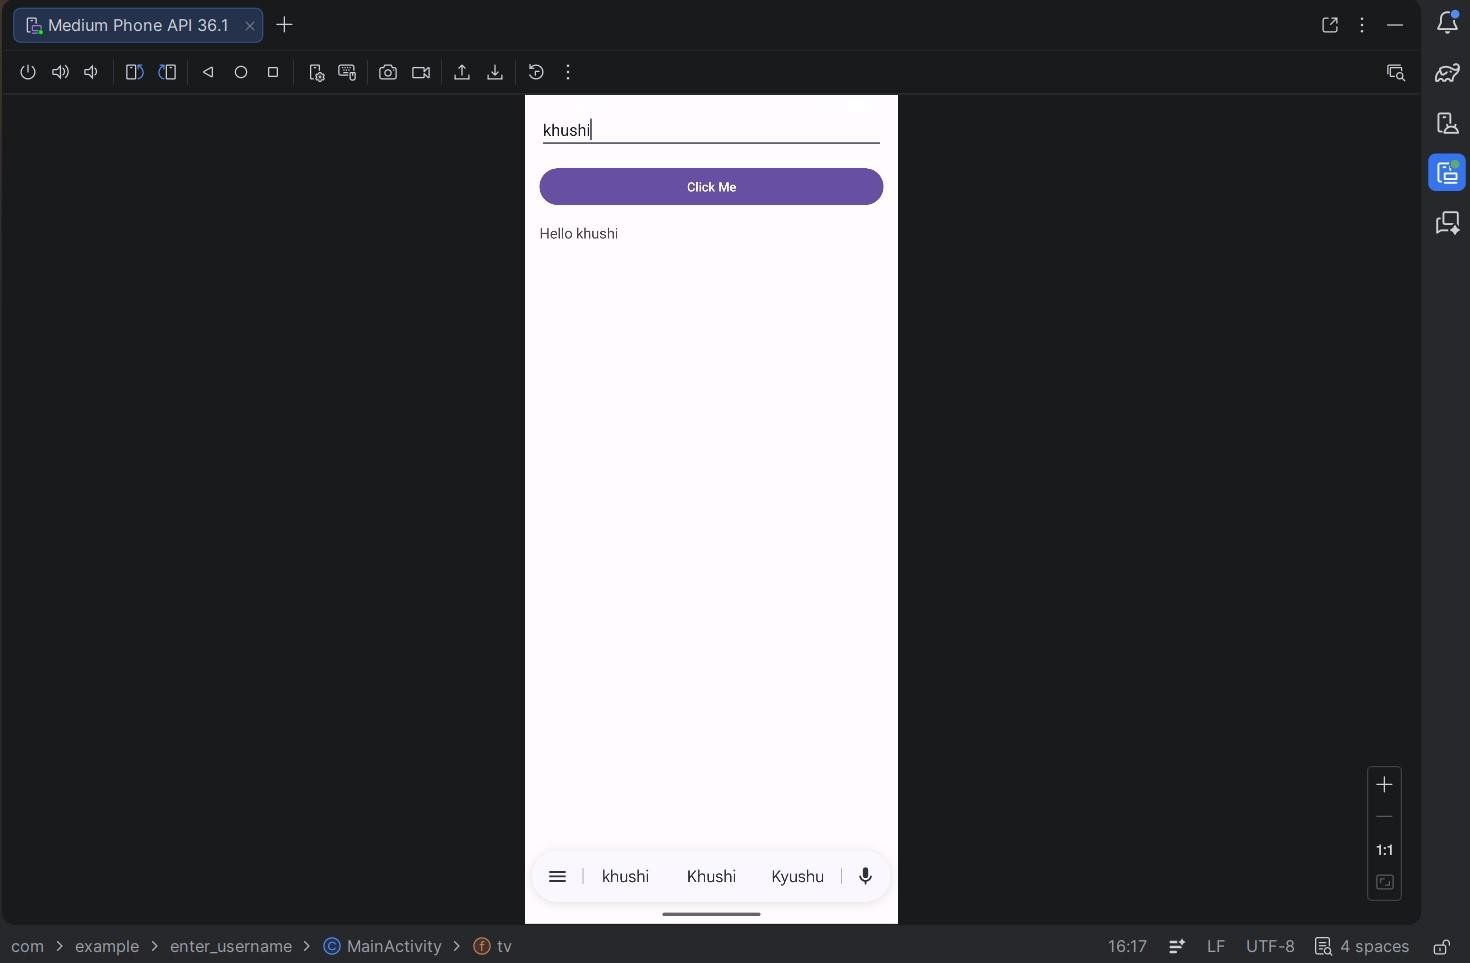 Medium Phone API 36.1
khushi
Click Me
Hello khushi
1:1
khushi Khushi Kyushu
com > example > enter_username > MainActivity > tv 16:17 LF UTF-8 4 spaces